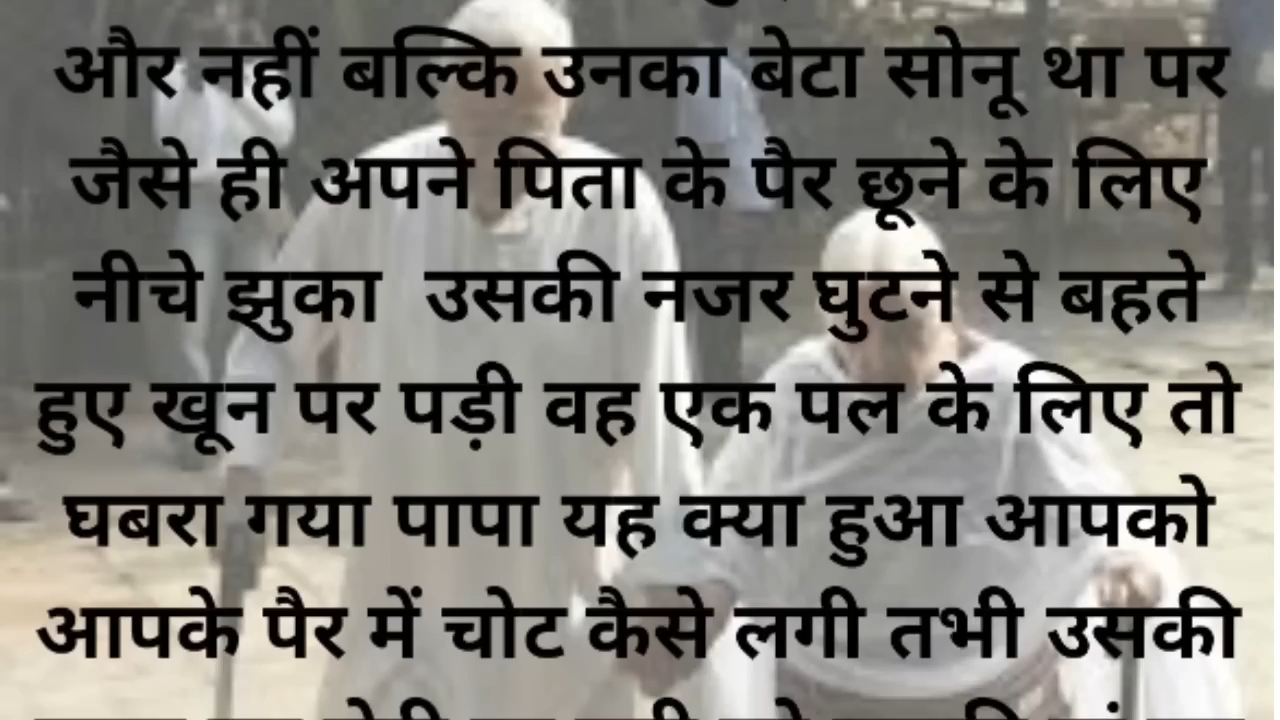 और नहीं बल्कि उनका बेटा सोनू था पर
जैसे ही अपने पिता के पैर छूने के लिए
नीचे झुका उसकी नजर घुटने से बहते
हुए खून पर पड़ी वह एक पल के लिए तो
घबरा गया पापा यह क्या हुआ आपको
आपके पैर में चोट कैसे लगी तभी उसकी